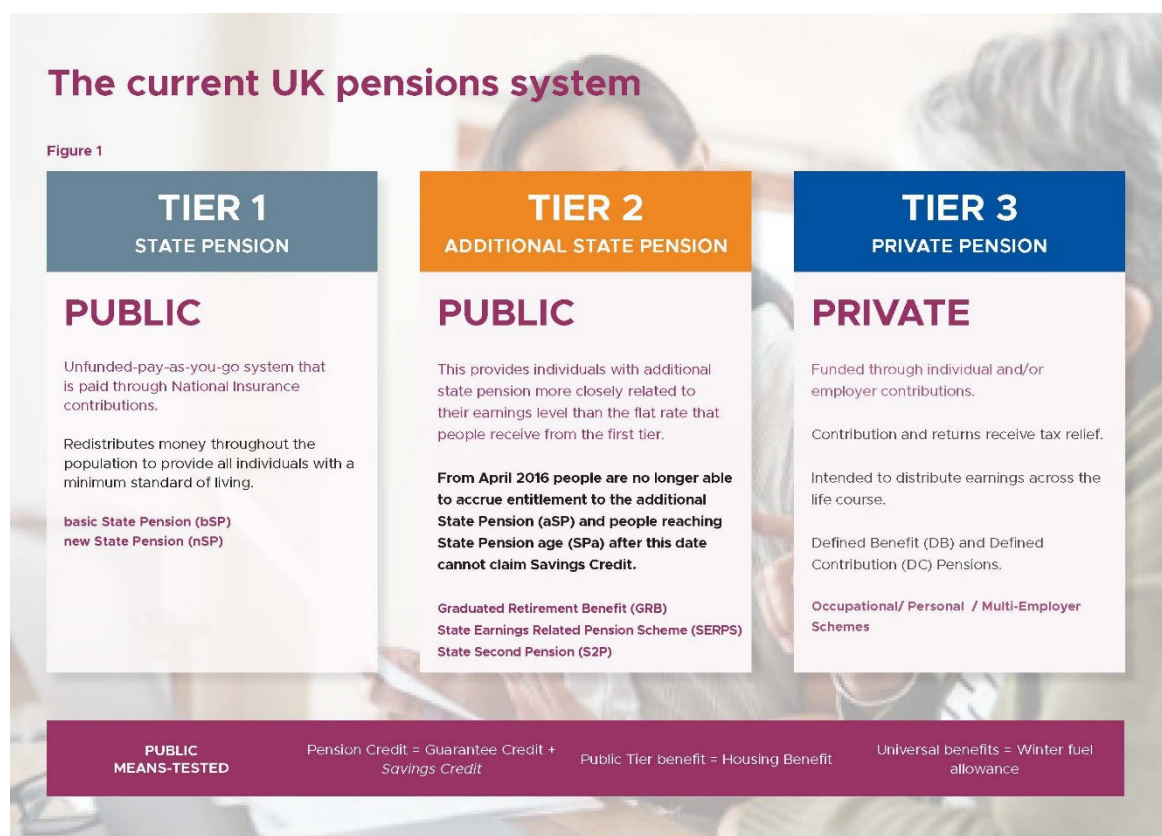 The current UK pensions system
Figure 1
TIER 1
STATE PENSION
PUBLIC
Unfunded-pay-as-you-go system that
is paid through National Insurance
contributions.
Redistributes money throughout the
population to provide all individuals with a
minimum standard of living.
basic State Pension (bSP)
new State Pension (nSP)
TIER 2
ADDITIONAL STATE PENSION
PUBLIC
This provides individuals with additional
state pension more closely related to
their earnings level than the flat rate that
people receive from the first tier.
From April 2016 people are no longer able
to accrue entitlement to the additional
State Pension (aSP) and people reaching
State Pension age (SPa) after this date
cannot claim Savings Credit.
Graduated Retirement Benefit (GRB)
State Earnings Related Pension Scheme (SERPS)
State Second Pension (S2P)
TIER 3
PRIVATE PENSION
PRIVATE
Funded through individual and/or
employer contributions.
Contribution and returns receive tax relief.
Intended to distribute earnings across the
life course.
Defined Benefit (DB) and Defined
Contribution (DC) Pensions.
Occupational/ Personal / Multi-Employer
Schemes
PUBLIC
MEANS-TESTED
Pension Credit = Guarantee Credit +
Savings Credit
Public Tier benefit = Housing Benefit
Universal benefits = Winter fuel
allowance